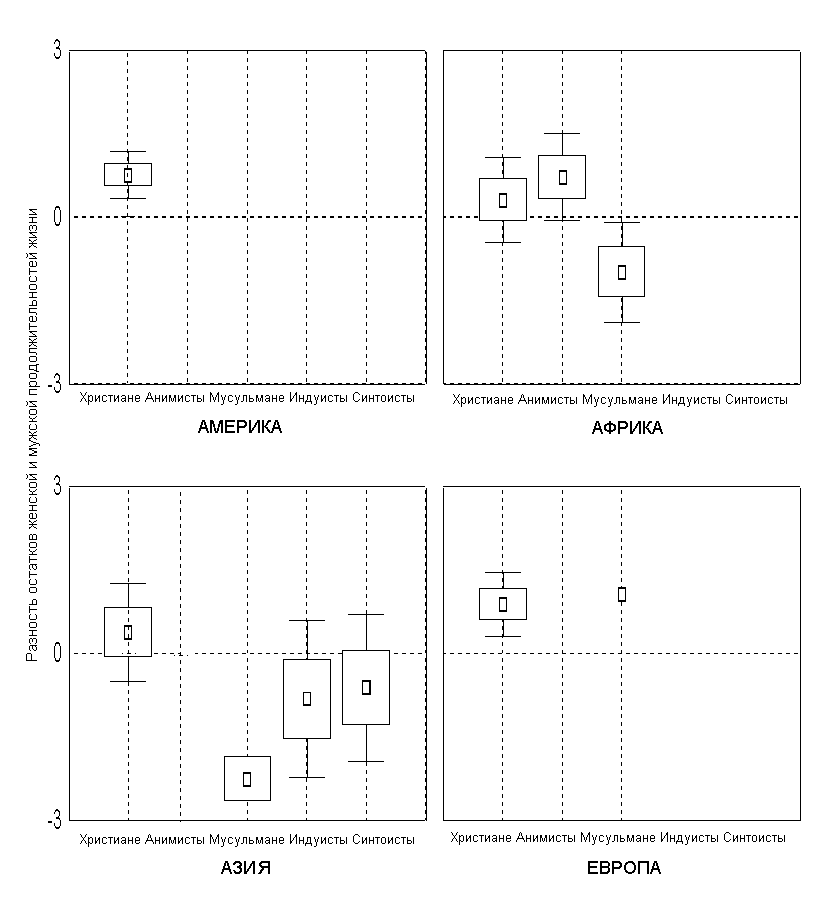 Разность остатков женской и мужской продолжительностей жизни
3
0
-3
Христиане Анимисты Мусульмане Индуисты Синтоисты
АМЕРИКА
Христиане Анимисты Мусульмане Индуисты Синтоисты
АФРИКА
3
0
-3
Христиане Анимисты Мусульмане Индуисты Синтоисты
АЗИЯ
Христиане Анимисты Мусульмане Индуисты Синтоисты
ЕВРОПА